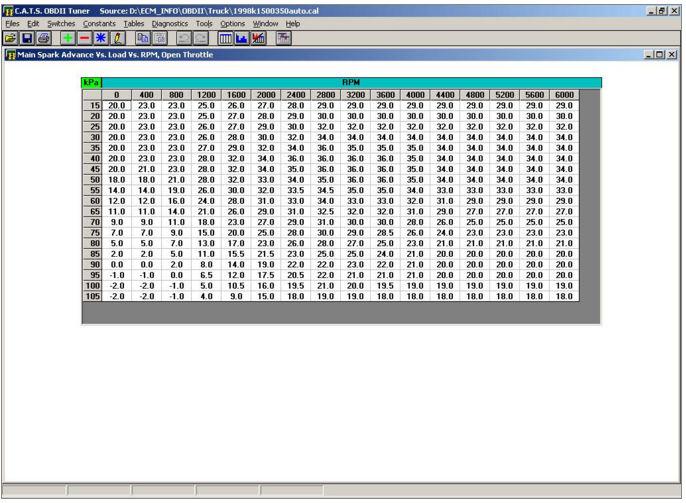 C.A.T.S. OBDII Tuner Source: D:\ECM_INFO\OBDII\Truck\1998k1500350auto.cal
Files Edit Switches Constants Tables Diagnostics Tools Options Window Help
Main Spark Advance Vs. Load Vs. RPM, Open Throttle
kPa RPM
0 400 800 1200 1600 2000 2400 2800 3200 3600 4000 4400 4800 5200 5600 6000
15 20.0 23.0 23.0 25.0 26.0 27.0 28.0 29.0 29.0 29.0 29.0 29.0 29.0 29.0 29.0 29.0
20 20.0 23.0 23.0 25.0 27.0 28.0 29.0 30.0 30.0 30.0 30.0 30.0 30.0 30.0 30.0 30.0
25 20.0 23.0 23.0 26.0 27.0 29.0 30.0 32.0 32.0 32.0 32.0 32.0 32.0 32.0 32.0 32.0
30 20.0 23.0 23.0 26.0 28.0 30.0 32.0 34.0 34.0 34.0 34.0 34.0 34.0 34.0 34.0 34.0
35 20.0 23.0 23.0 27.0 29.0 32.0 34.0 36.0 35.0 35.0 34.0 34.0 34.0 34.0 34.0 34.0
40 20.0 23.0 23.0 28.0 32.0 34.0 36.0 36.0 36.0 35.0 35.0 34.0 34.0 34.0 34.0 34.0
45 20.0 21.0 23.0 28.0 32.0 34.0 35.0 36.0 36.0 36.0 35.0 34.0 34.0 34.0 34.0 34.0
50 18.0 18.0 21.0 28.0 32.0 33.0 34.0 35.0 36.0 36.0 35.0 34.0 34.0 34.0 34.0 34.0
55 14.0 14.0 19.0 26.0 30.0 32.0 33.5 34.5 35.0 35.0 34.0 33.0 33.0 33.0 33.0 33.0
60 12.0 12.0 16.0 24.0 28.0 31.0 33.0 34.0 33.0 33.0 32.0 31.0 29.0 29.0 29.0 29.0
65 11.0 11.0 14.0 21.0 26.0 29.0 31.0 32.5 32.0 32.0 31.0 29.0 27.0 27.0 27.0 27.0
70 9.0 9.0 11.0 18.0 23.0 27.0 29.0 31.0 30.0 30.0 28.0 26.0 25.0 25.0 25.0 25.0
75 7.0 7.0 9.0 15.0 20.0 25.0 28.0 30.0 29.0 28.5 26.0 24.0 23.0 23.0 23.0 23.0
80 5.0 5.0 7.0 13.0 17.0 23.0 26.0 28.0 27.0 25.0 23.0 21.0 21.0 21.0 21.0 21.0
85 2.0 2.0 5.0 11.0 15.5 21.5 23.0 25.0 25.0 24.0 21.0 20.0 20.0 20.0 20.0 20.0
90 0.0 0.0 2.0 8.0 14.0 19.0 22.0 22.0 23.0 22.0 21.0 20.0 20.0 20.0 20.0 20.0
95 -1.0 -1.0 0.0 6.5 12.0 17.5 20.5 22.0 21.0 21.0 21.0 20.0 20.0 20.0 20.0 20.0
100 -2.0 -2.0 -1.0 5.0 10.5 16.0 19.5 21.0 20.0 19.5 19.0 19.0 19.0 19.0 19.0 19.0
105 -2.0 -2.0 -1.0 4.0 9.0 15.0 18.0 19.0 19.0 18.0 18.0 18.0 18.0 18.0 18.0 18.0